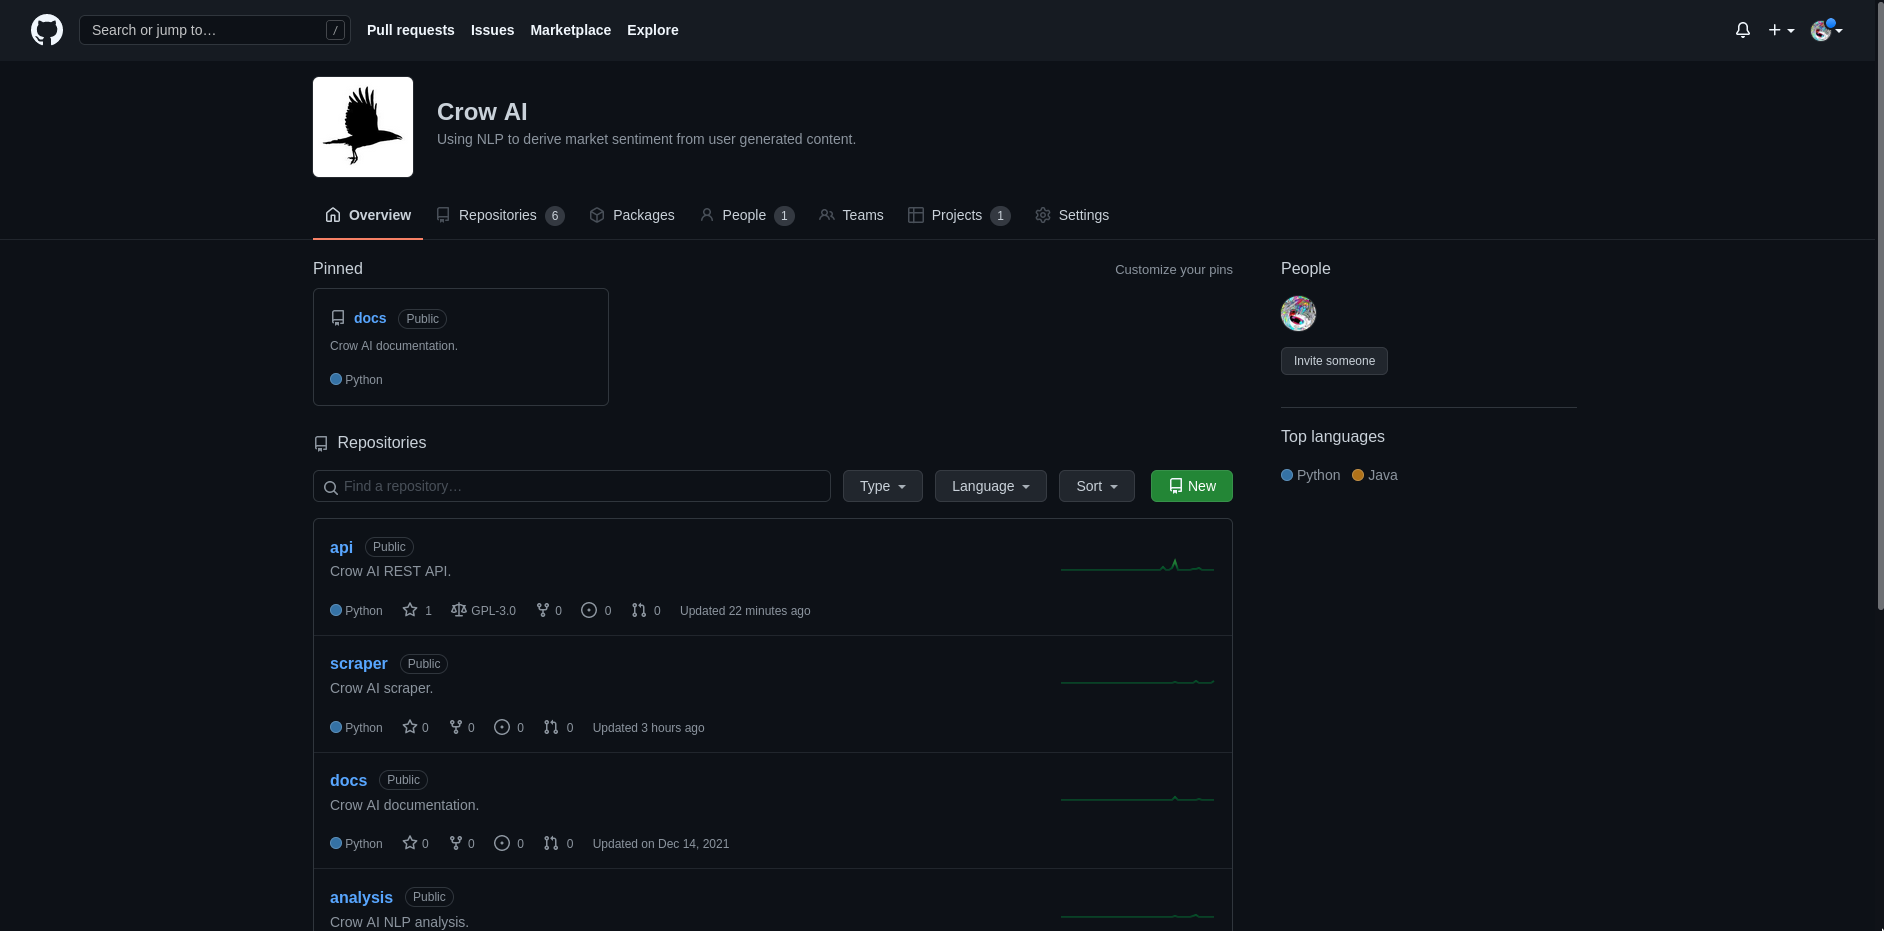 Search or jump to… / Pull requests Issues Marketplace Explore
Crow AI
Using NLP to derive market sentiment from user generated content.
Overview Repositories 6 Packages People 1 Teams Projects 1 Settings
Pinned Customize your pins
docs Public
Crow AI documentation.
Python
Repositories
Find a repository… Type Language Sort New
api Public
Crow AI REST API.
Python 1 GPL-3.0 0 0 0 Updated 22 minutes ago
scraper Public
Crow AI scraper.
Python 0 0 0 0 Updated 3 hours ago
docs Public
Crow AI documentation.
Python 0 0 0 0 Updated on Dec 14, 2021
analysis Public
Crow AI NLP analysis.
People
Invite someone
Top languages
Python Java